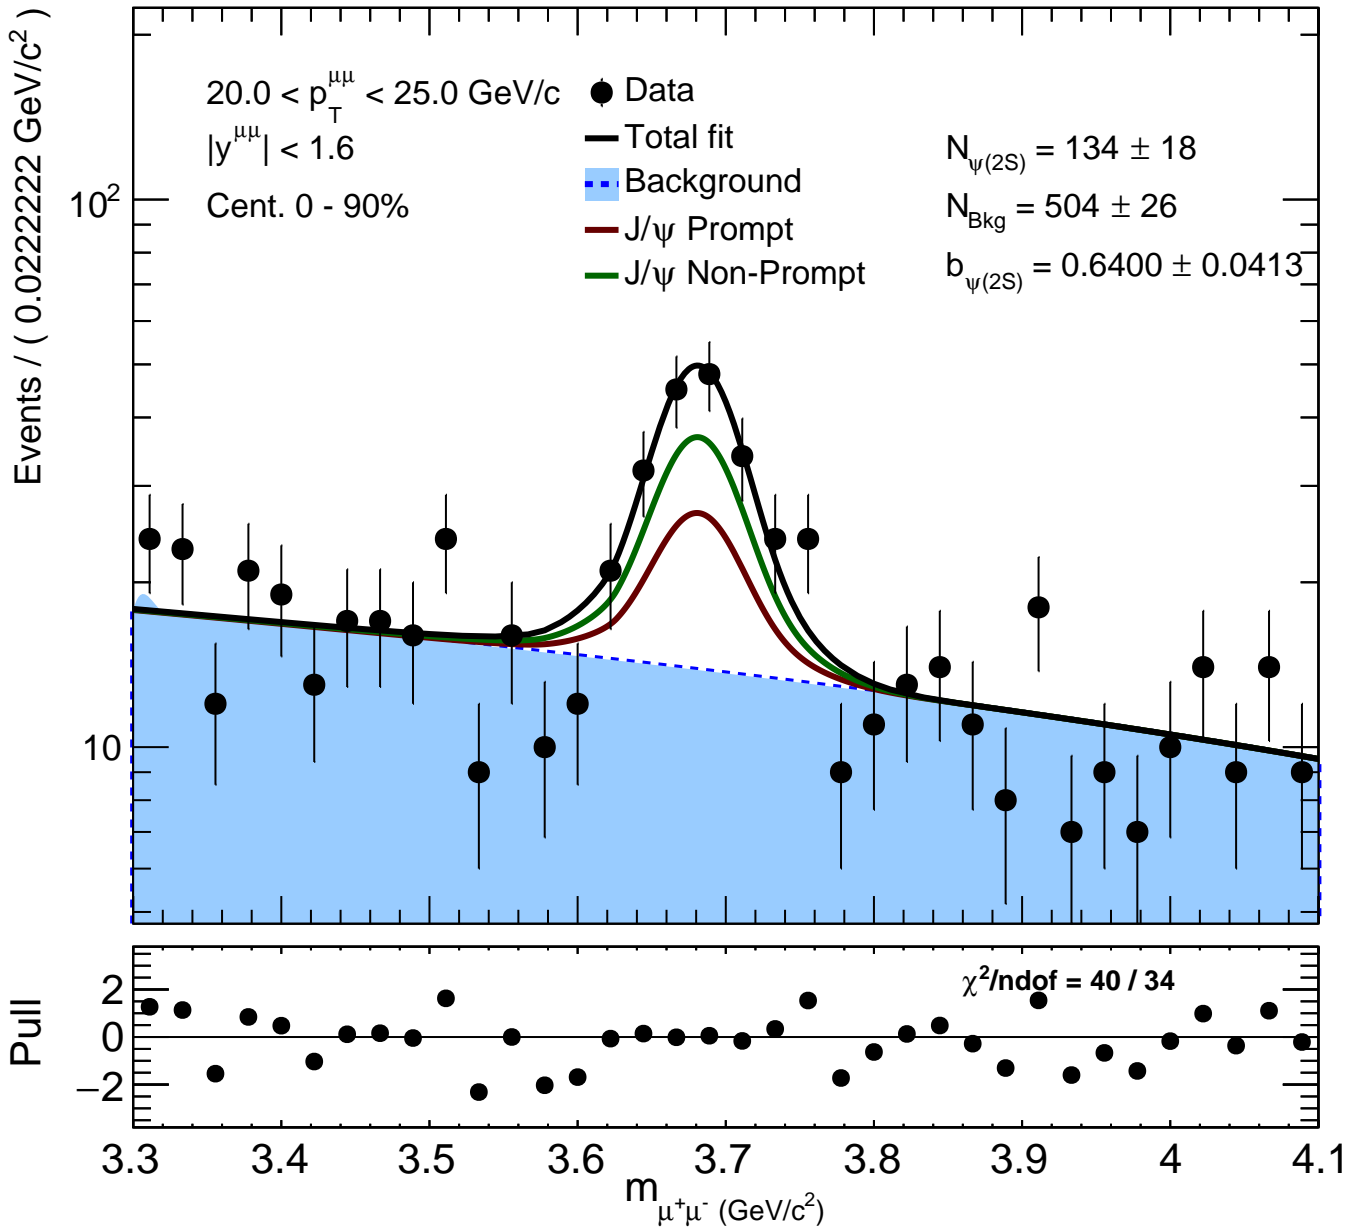 Events / ( 0.0222222 GeV/c²)
20.0 < p_T^μμ < 25.0 GeV/c
|y^μμ| < 1.6
Cent. 0 - 90%
Data
Total fit
Background
J/ψ Prompt
J/ψ Non-Prompt
N_ψ(2S) = 134 ± 18
N_Bkg = 504 ± 26
b_ψ(2S) = 0.6400 ± 0.0413
10²
10
Pull
χ²/ndof = 40 / 34
2
0
−2
3.3 3.4 3.5 3.6 3.7 3.8 3.9 4 4.1
m_μ⁺μ⁻ (GeV/c²)